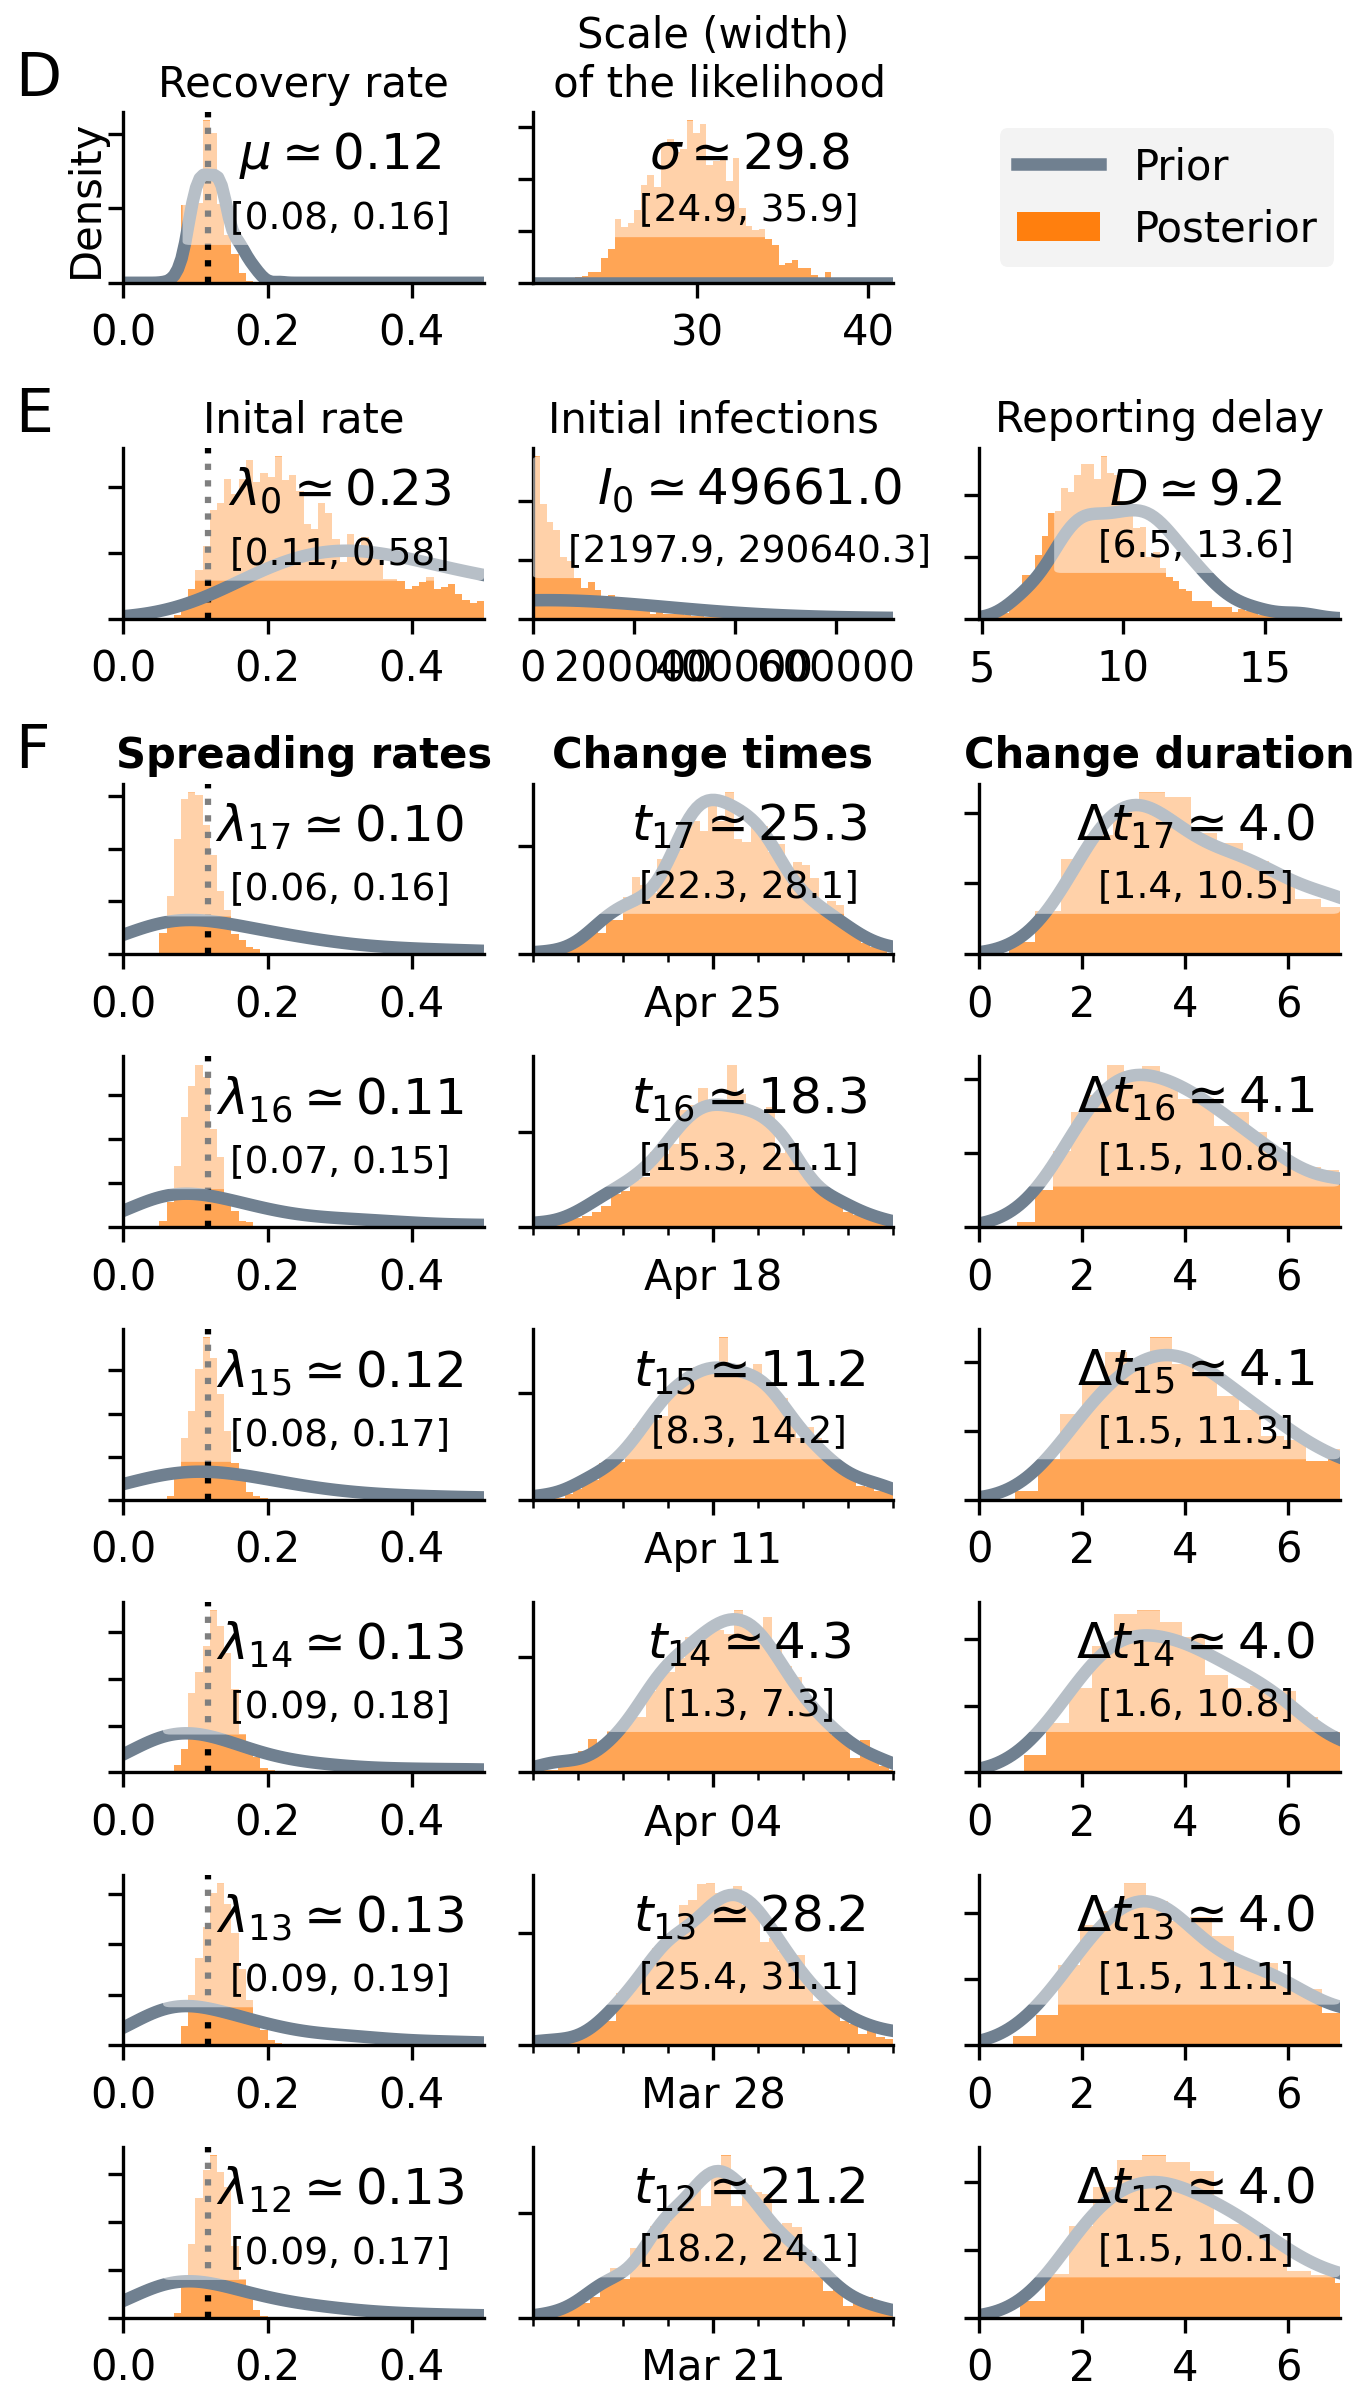 D
Recovery rate
Scale (width)
of the likelihood
Density
μ ≃ 0.12
[0.08, 0.16]
σ ≃ 29.8
[24.9, 35.9]
Prior
Posterior
0.0 0.2 0.4
30 40
E
Inital rate
Initial infections
Reporting delay
λ₀ ≃ 0.23
[0.11, 0.58]
I₀ ≃ 49661.0
[2197.9, 290640.3]
D ≃ 9.2
[6.5, 13.6]
0.0 0.2 0.4
0 200000 400000 600000
5 10 15
F
Spreading rates
Change times
Change duration
λ₁₇ ≃ 0.10
[0.06, 0.16]
t₁₇ ≃ 25.3
[22.3, 28.1]
Δt₁₇ ≃ 4.0
[1.4, 10.5]
0.0 0.2 0.4
Apr 25
0 2 4 6
λ₁₆ ≃ 0.11
[0.07, 0.15]
t₁₆ ≃ 18.3
[15.3, 21.1]
Δt₁₆ ≃ 4.1
[1.5, 10.8]
0.0 0.2 0.4
Apr 18
0 2 4 6
λ₁₅ ≃ 0.12
[0.08, 0.17]
t₁₅ ≃ 11.2
[8.3, 14.2]
Δt₁₅ ≃ 4.1
[1.5, 11.3]
0.0 0.2 0.4
Apr 11
0 2 4 6
λ₁₄ ≃ 0.13
[0.09, 0.18]
t₁₄ ≃ 4.3
[1.3, 7.3]
Δt₁₄ ≃ 4.0
[1.6, 10.8]
0.0 0.2 0.4
Apr 04
0 2 4 6
λ₁₃ ≃ 0.13
[0.09, 0.19]
t₁₃ ≃ 28.2
[25.4, 31.1]
Δt₁₃ ≃ 4.0
[1.5, 11.1]
0.0 0.2 0.4
Mar 28
0 2 4 6
λ₁₂ ≃ 0.13
[0.09, 0.17]
t₁₂ ≃ 21.2
[18.2, 24.1]
Δt₁₂ ≃ 4.0
[1.5, 10.1]
0.0 0.2 0.4
Mar 21
0 2 4 6